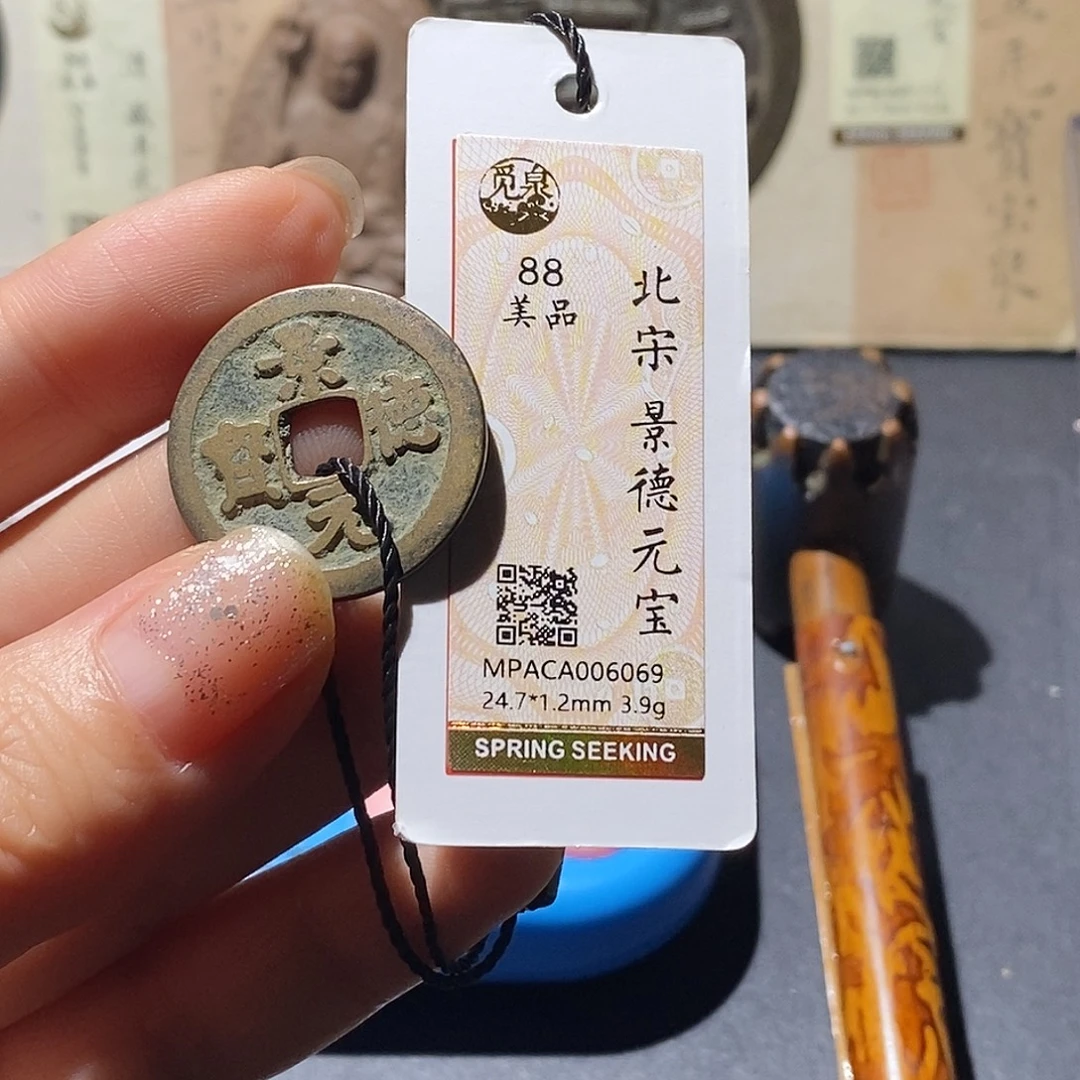 觅泉
88
美品
北宋 景德元宝
MPACA006069
24.7*1.2mm 3.9g
SPRING SEEKING
景德元寶